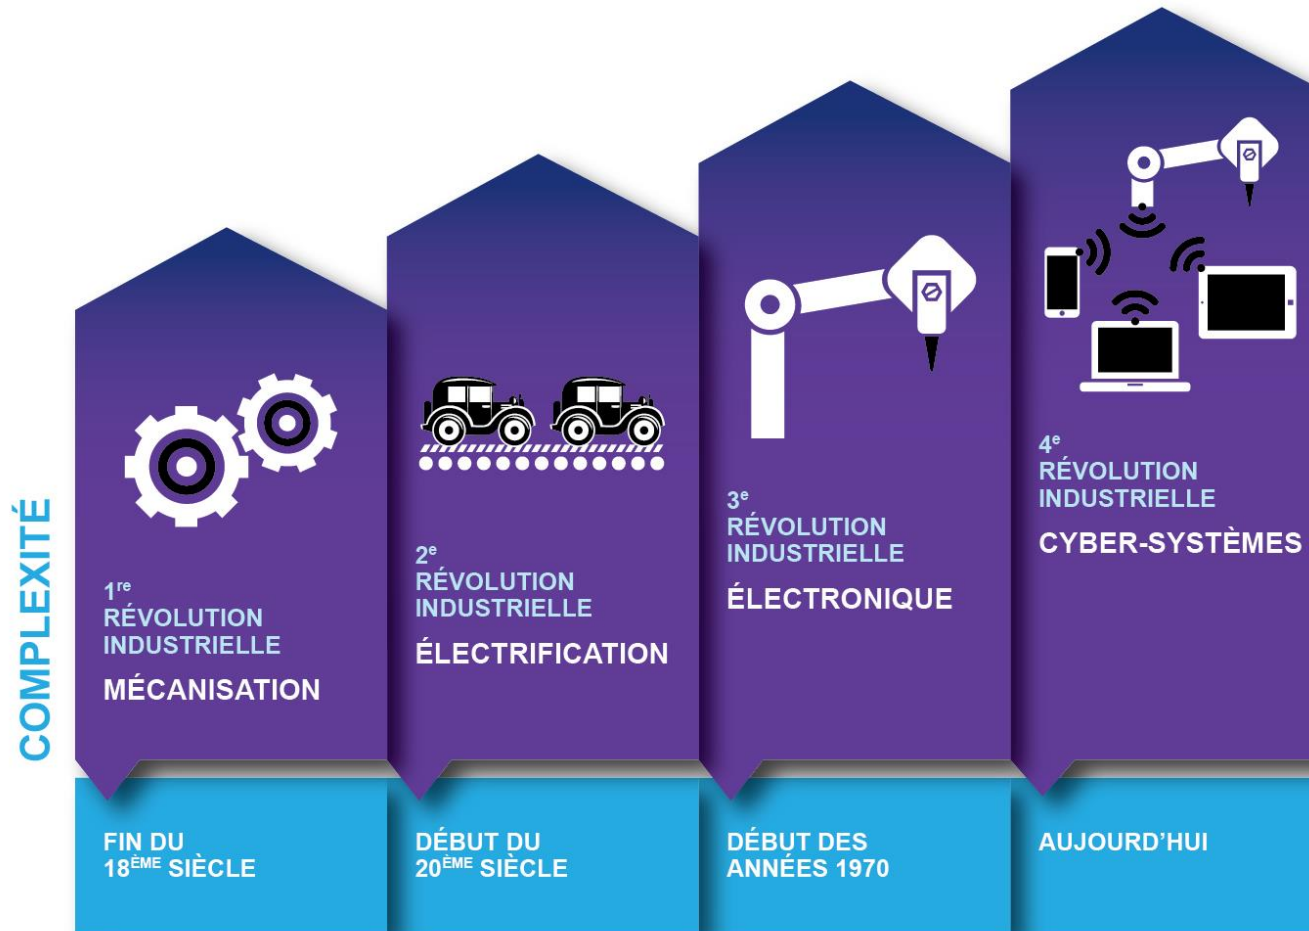 COMPLEXITÉ
1re
RÉVOLUTION
INDUSTRIELLE
MÉCANISATION
FIN DU
18ÈME SIÈCLE
2e
RÉVOLUTION
INDUSTRIELLE
ÉLECTRIFICATION
DÉBUT DU
20ÈME SIÈCLE
3e
RÉVOLUTION
INDUSTRIELLE
ÉLECTRONIQUE
DÉBUT DES
ANNÉES 1970
4e
RÉVOLUTION
INDUSTRIELLE
CYBER-SYSTÈMES
AUJOURD’HUI